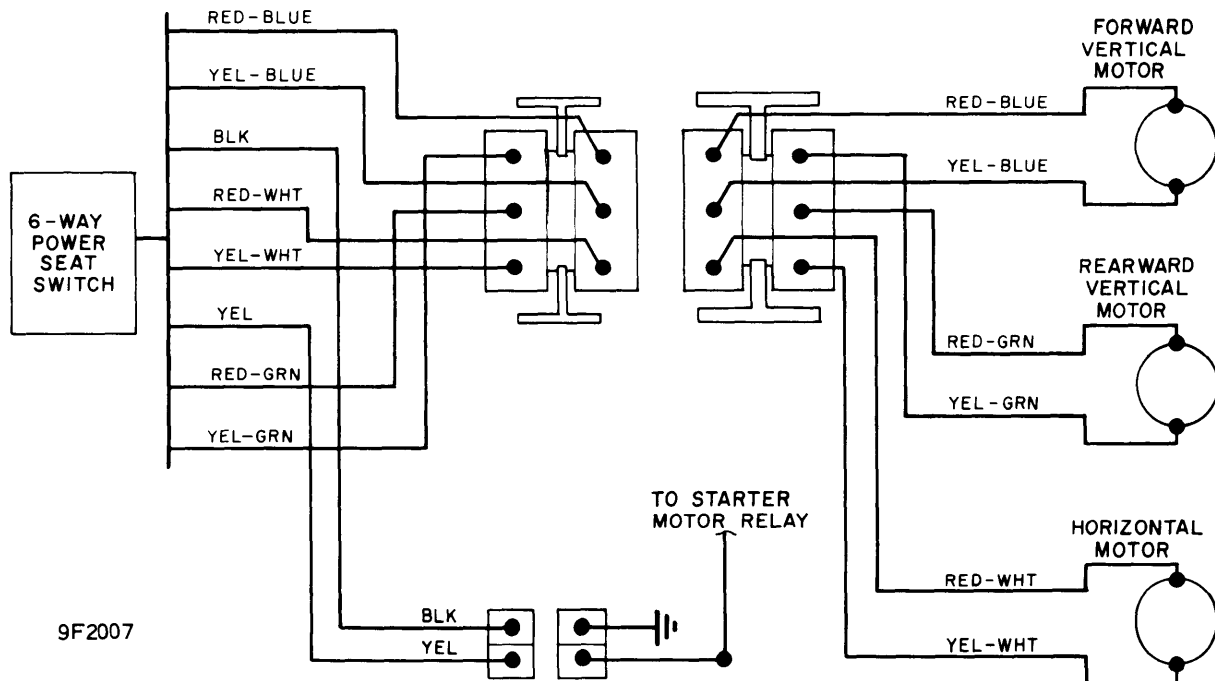 RED-BLUE
YEL-BLUE
BLK
RED-WHT
YEL-WHT
YEL
RED-GRN
YEL-GRN
6-WAY
POWER
SEAT
SWITCH
FORWARD
VERTICAL
MOTOR
RED-BLUE
YEL-BLUE
REARWARD
VERTICAL
MOTOR
RED-GRN
YEL-GRN
TO STARTER
MOTOR RELAY
HORIZONTAL
MOTOR
RED-WHT
YEL-WHT
BLK
YEL
9F2007